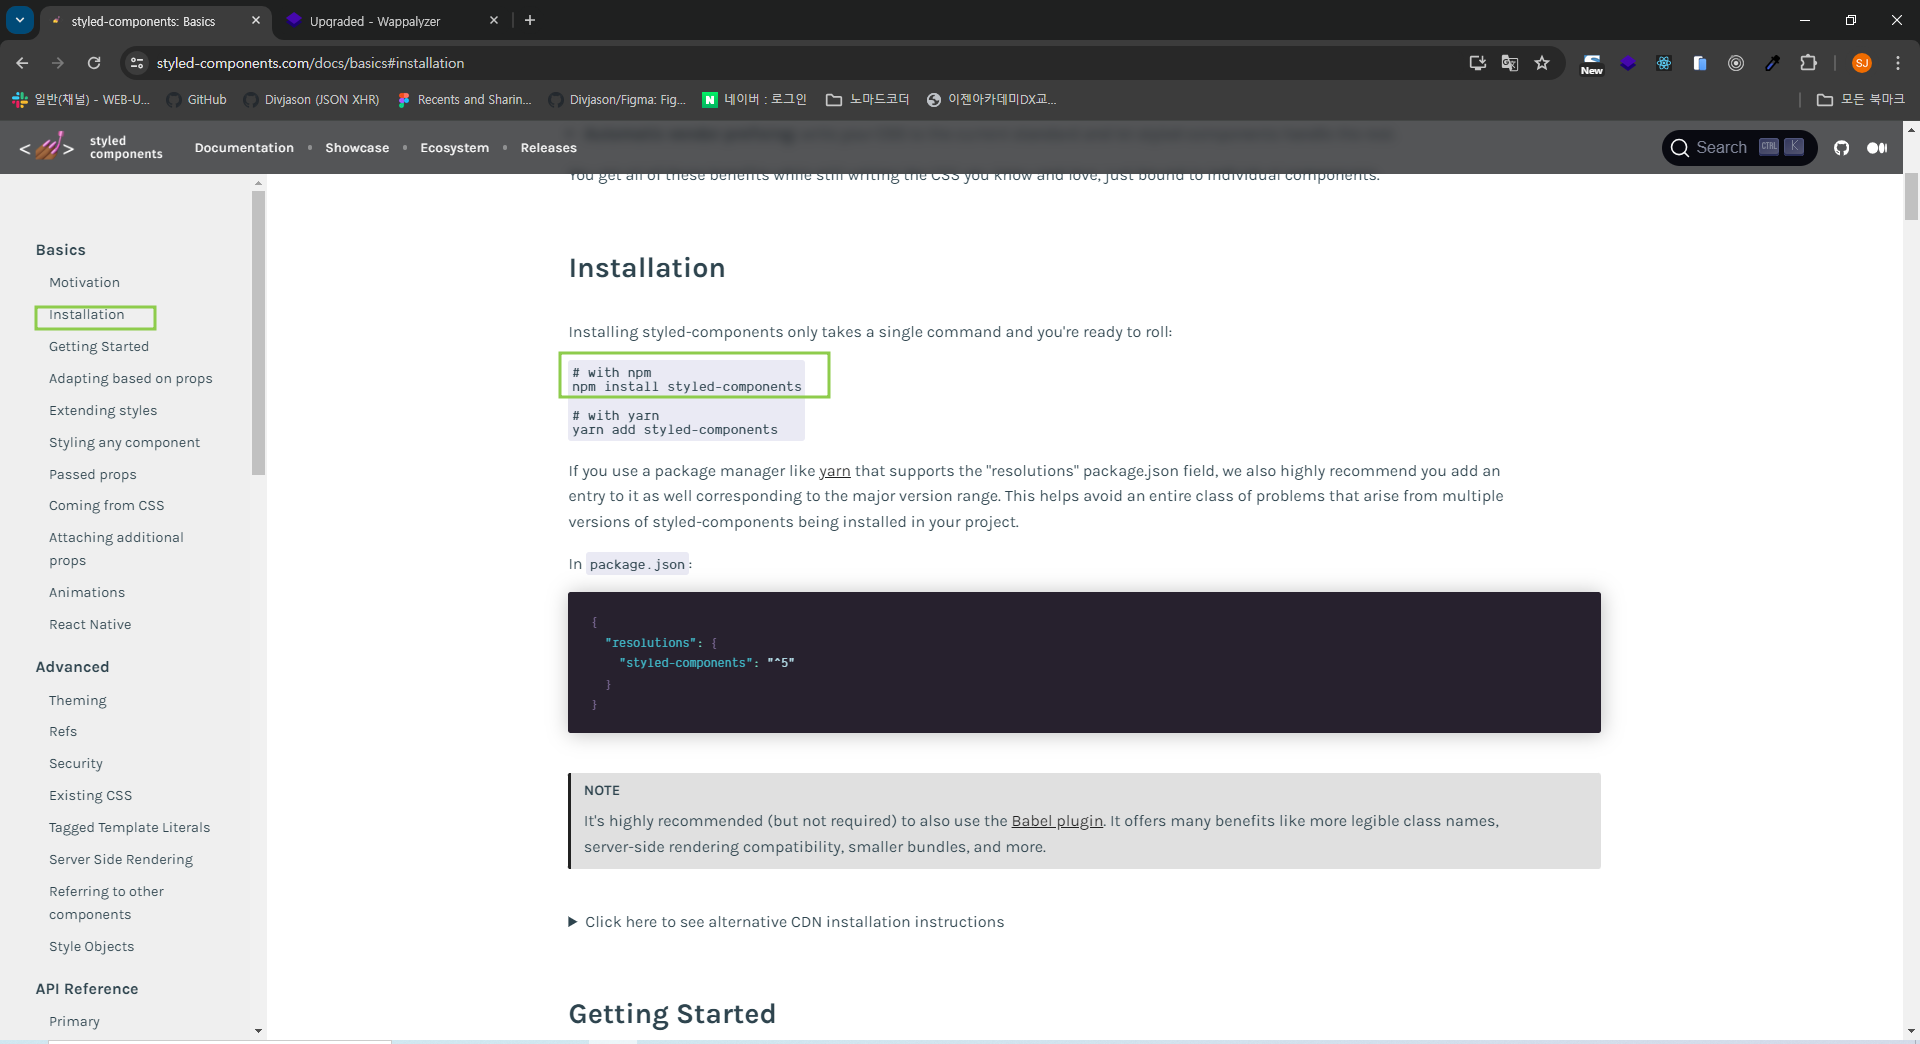 styled-components: Basics
Upgraded - Wappalyzer
styled-components.com/docs/basics#installation
New
SJ
일반(채널) - WEB-U...
GitHub
Divjason (JSON XHR)
Recents and Sharin...
Divjason/Figma: Fig...
N
네이버 : 로그인
노마드코더
이젠아카데미DX교...
모든 북마크
styled
components
Documentation
Showcase
Ecosystem
Releases
Search
CTRL
K
You get all of these benefits while still writing the CSS you know and love, just bound to individual components.
Basics
Motivation
Installation
Getting Started
Adapting based on props
Extending styles
Styling any component
Passed props
Coming from CSS
Attaching additional
props
Animations
React Native
Advanced
Theming
Refs
Security
Existing CSS
Tagged Template Literals
Server Side Rendering
Referring to other
components
Style Objects
API Reference
Primary
Installation
Installing styled-components only takes a single command and you're ready to roll:
# with npm
npm install styled-components
# with yarn
yarn add styled-components
If you use a package manager like yarn that supports the "resolutions" package.json field, we also highly recommend you add an
entry to it as well corresponding to the major version range. This helps avoid an entire class of problems that arise from multiple
versions of styled-components being installed in your project.
In package.json:
{
"resolutions": {
"styled-components": "^5"
}
}
NOTE
It's highly recommended (but not required) to also use the Babel plugin. It offers many benefits like more legible class names,
server-side rendering compatibility, smaller bundles, and more.
Click here to see alternative CDN installation instructions
Getting Started